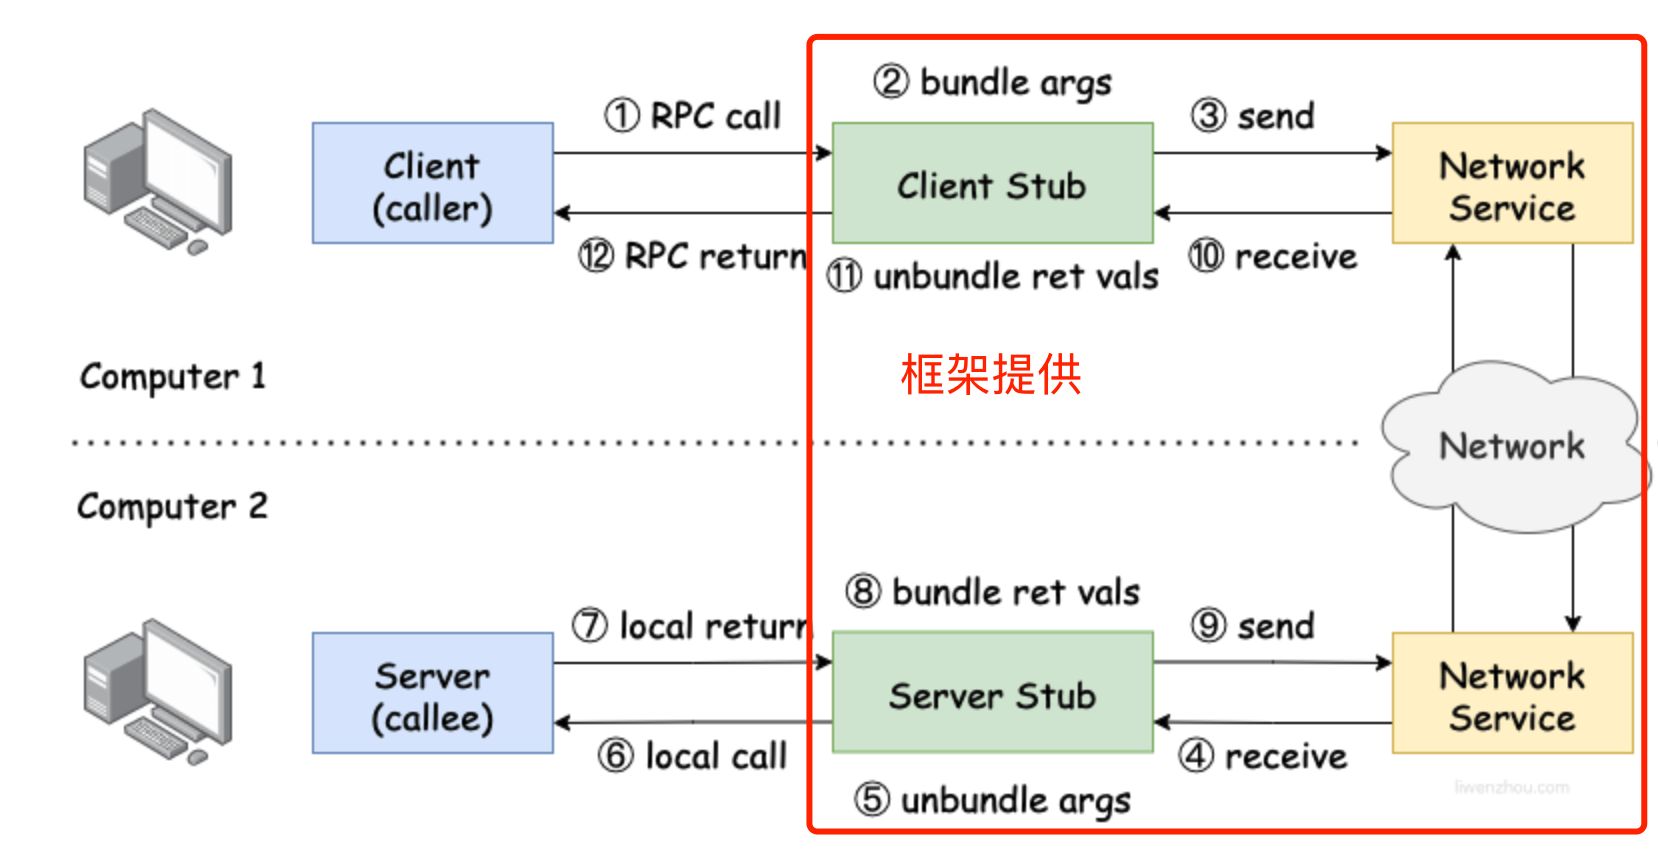 ② bundle args
① RPC call
③ send
Client
(caller)
Client Stub
Network
Service
⑫ RPC return
⑪ unbundle ret vals
⑩ receive
框架提供
Computer 1
Network
Computer 2
⑧ bundle ret vals
⑦ local return
⑨ send
Server
(callee)
Server Stub
Network
Service
⑥ local call
④ receive
⑤ unbundle args
liwenzhou.com